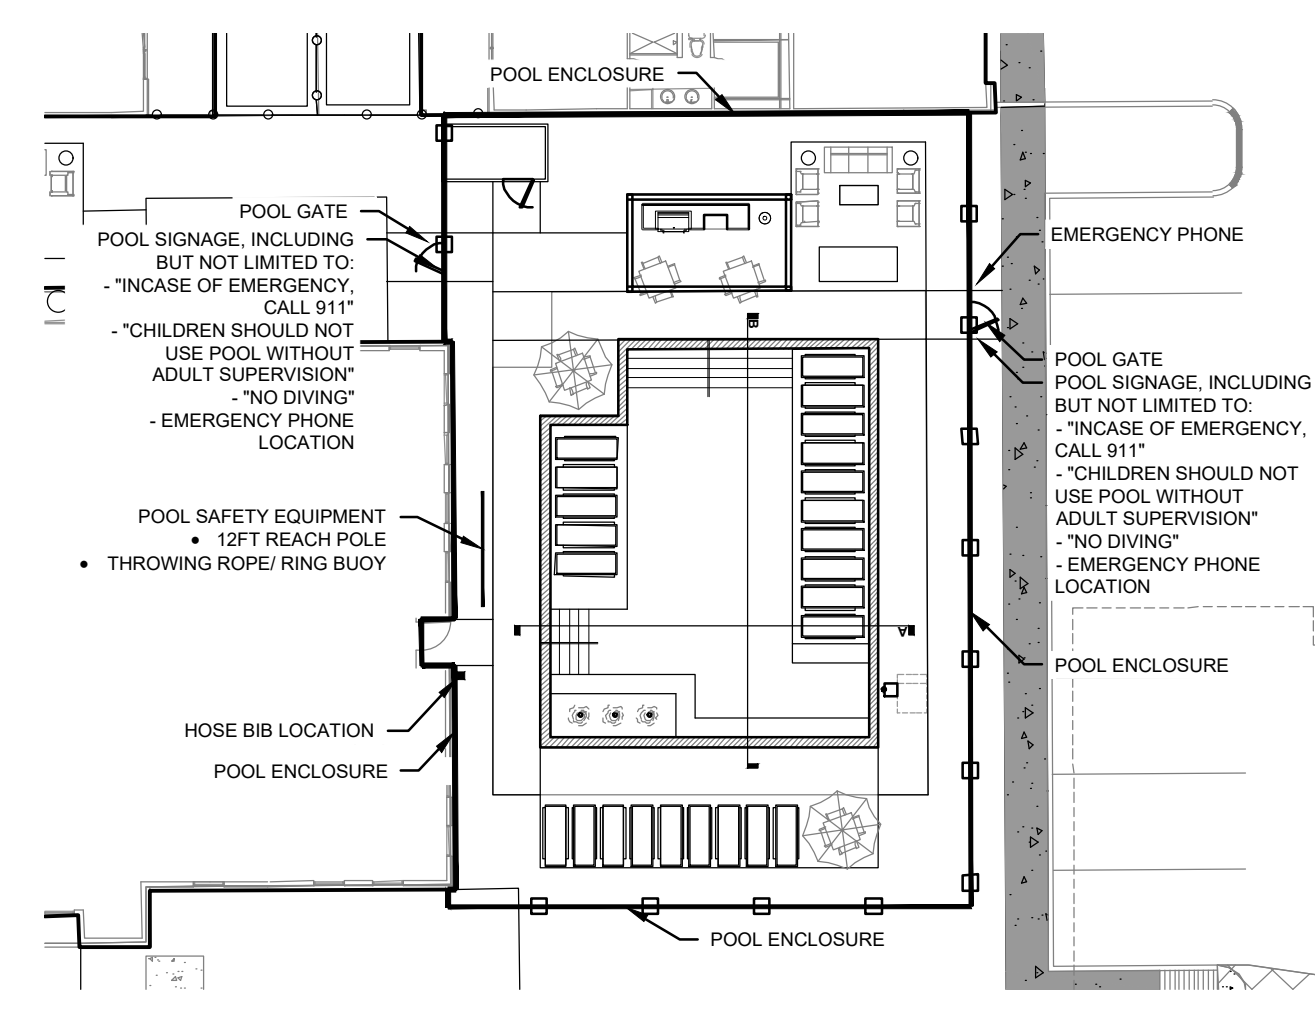 POOL ENCLOSURE
POOL GATE
POOL SIGNAGE, INCLUDING
BUT NOT LIMITED TO:
- "INCASE OF EMERGENCY,
CALL 911"
- "CHILDREN SHOULD NOT
USE POOL WITHOUT
ADULT SUPERVISION"
- "NO DIVING"
- EMERGENCY PHONE
LOCATION
POOL SAFETY EQUIPMENT
• 12FT REACH POLE
• THROWING ROPE/ RING BUOY
HOSE BIB LOCATION
POOL ENCLOSURE
B
A
EMERGENCY PHONE
POOL GATE
POOL SIGNAGE, INCLUDING
BUT NOT LIMITED TO:
- "INCASE OF EMERGENCY,
CALL 911"
- "CHILDREN SHOULD NOT
USE POOL WITHOUT
ADULT SUPERVISION"
- "NO DIVING"
- EMERGENCY PHONE
LOCATION
POOL ENCLOSURE
POOL ENCLOSURE